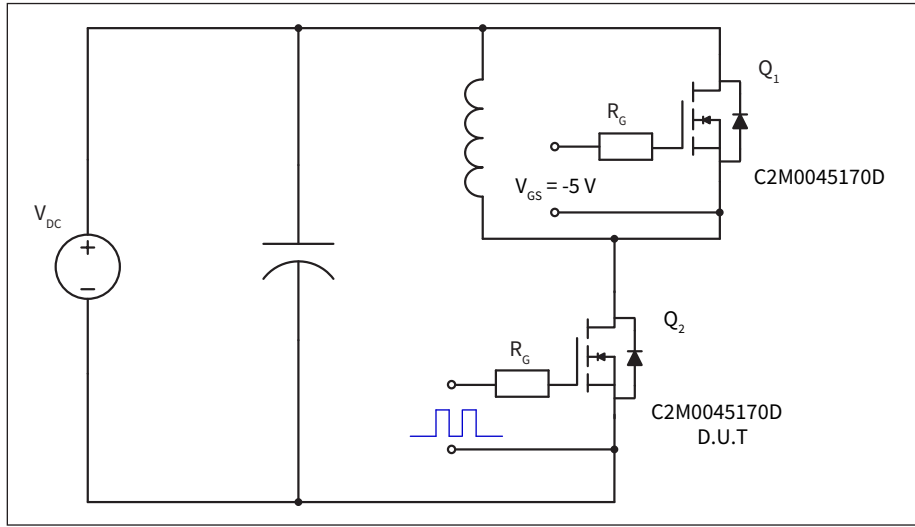 Q1
RG
C2M0045170D
VGS = -5 V
VDC
Q2
RG
C2M0045170D
D.U.T